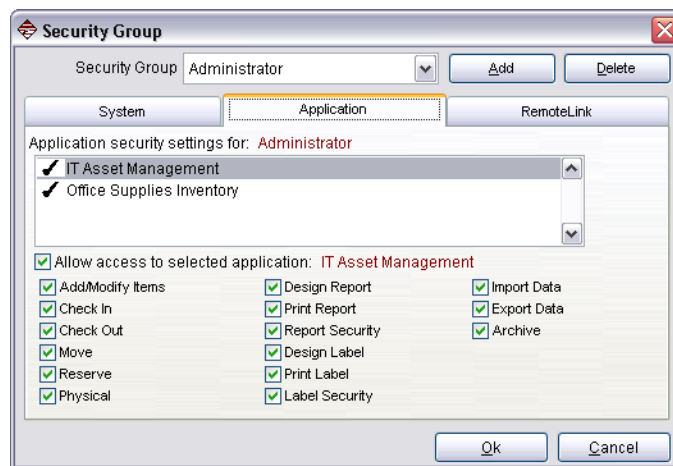 Security Group
Security Group Administrator Add Delete
System Application RemoteLink
Application security settings for: Administrator
IT Asset Management
Office Supplies Inventory
Allow access to selected application: IT Asset Management
Add/Modify Items Design Report Import Data
Check In Print Report Export Data
Check Out Report Security Archive
Move Design Label
Reserve Print Label
Physical Label Security
Ok Cancel